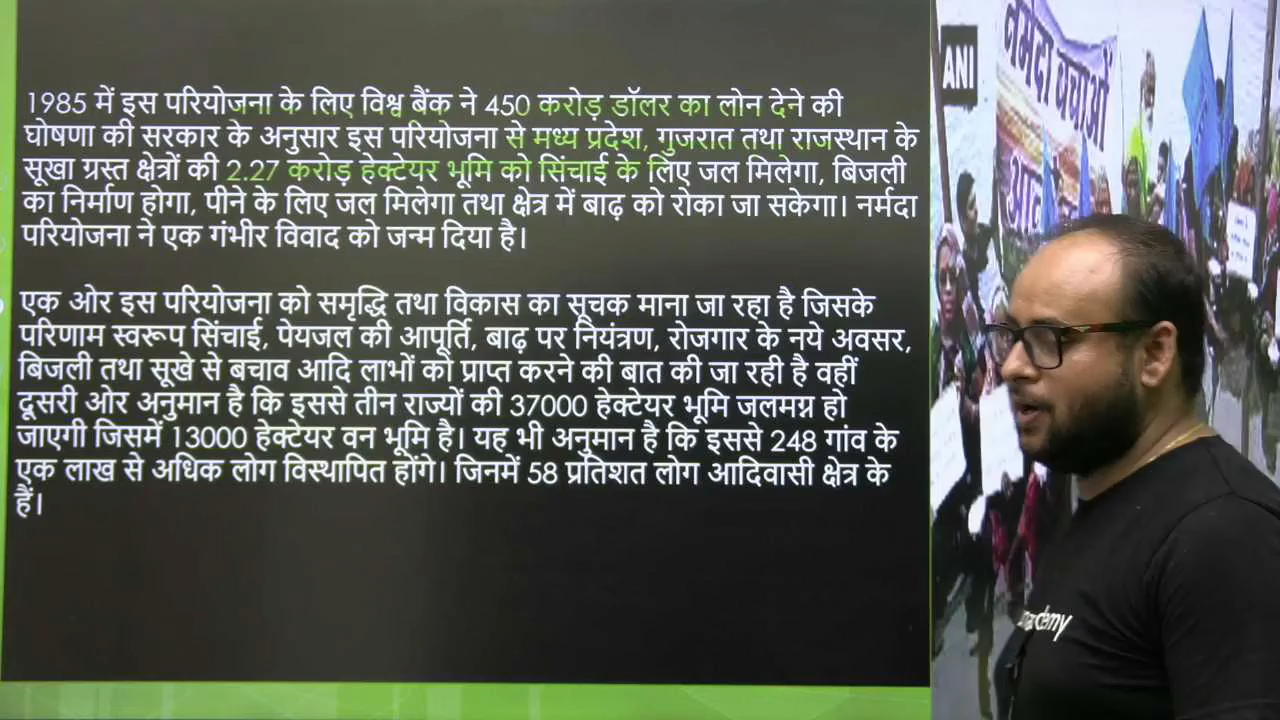 1985 में इस परियोजना के लिए विश्व बैंक ने 450 करोड़ डॉलर का लोन देने की
घोषणा की सरकार के अनुसार इस परियोजना से मध्य प्रदेश, गुजरात तथा राजस्थान के
सूखा ग्रस्त क्षेत्रों की 2.27 करोड़ हेक्टेयर भूमि को सिंचाई के लिए जल मिलेगा, बिजली
का निर्माण होगा, पीने के लिए जल मिलेगा तथा क्षेत्र में बाढ़ को रोका जा सकेगा। नर्मदा
परियोजना ने एक गंभीर विवाद को जन्म दिया है।
एक ओर इस परियोजना को समृद्धि तथा विकास का सूचक माना जा रहा है जिसके
परिणाम स्वरूप सिंचाई, पेयजल की आपूर्ति, बाढ़ पर नियंत्रण, रोजगार के नये अवसर,
बिजली तथा सूखे से बचाव आदि लाभों को प्राप्त करने की बात की जा रही है वहीं
दूसरी ओर अनुमान है कि इससे तीन राज्यों की 37000 हेक्टेयर भूमि जलमग्न हो
जाएगी जिसमें 13000 हेक्टेयर वन भूमि है। यह भी अनुमान है कि इससे 248 गांव के
एक लाख से अधिक लोग विस्थापित होंगे। जिनमें 58 प्रतिशत लोग आदिवासी क्षेत्र के
हैं।
ANI
नर्मदा बचाओ